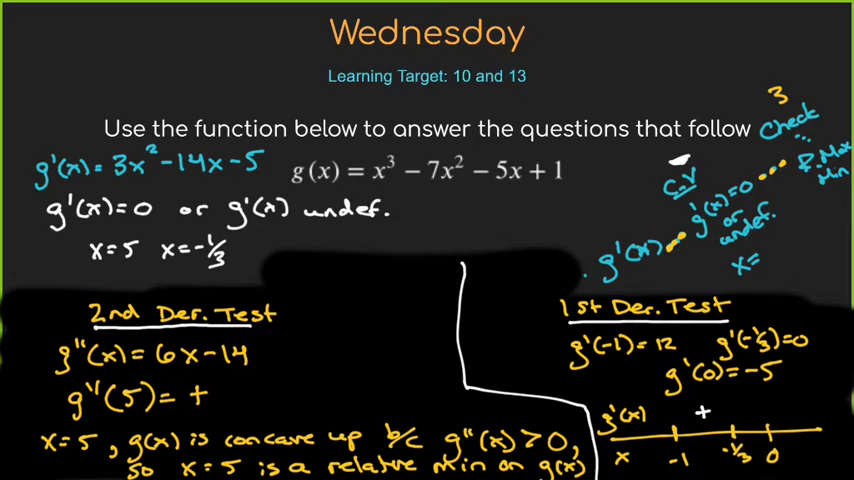 Wednesday
Learning Target: 10 and 13
Use the function below to answer the questions that follow
g(x) = x³ − 7x² − 5x + 1
g'(x) = 3x² − 14x − 5
g'(x) = 0 or g'(x) undef.
x = 5 x = -1/3
3
Check
...
R. Max
Min
C.V
g'(x) = 0
or
undef.
x =
g'(x)
2nd Der. Test
g''(x) = 6x − 14
g''(5) = +
x = 5, g(x) is concave up b/c g''(x) > 0,
so x = 5 is a relative min on g(x)
1st Der. Test
g'(-1) = 12 g'(-1/3) = 0
g'(0) = -5
g'(x) +
x -1 -1/3 0